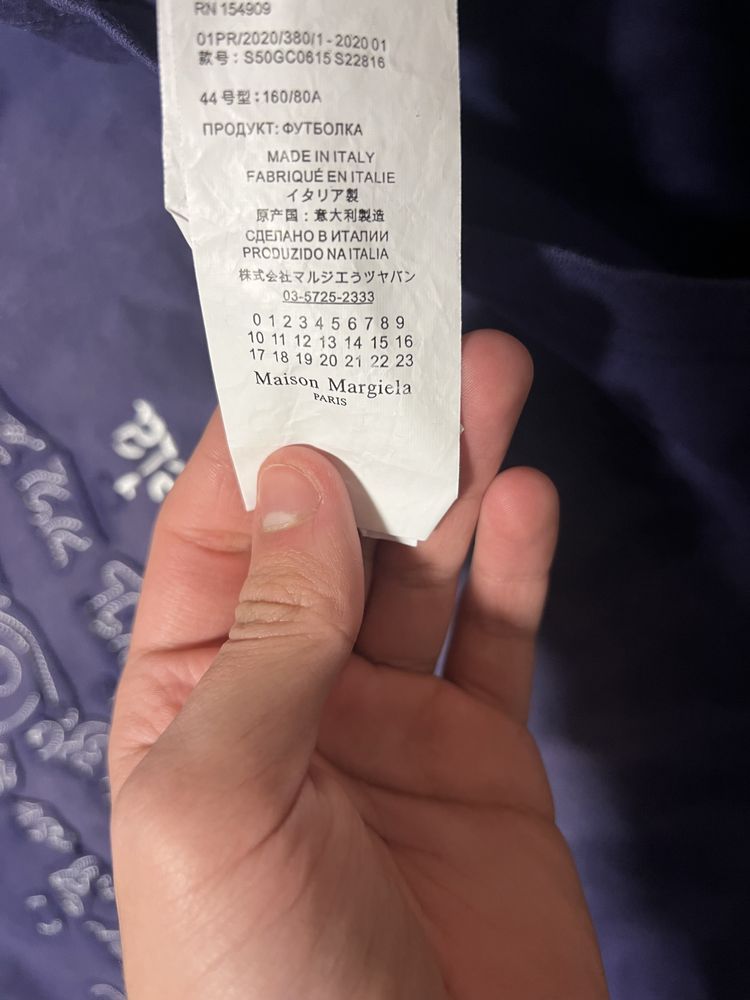 RN 154909
01PR/2020/380/1 - 2020 01
款号：S50GC0615 S22816
44 号型：160/80A
ПРОДУКТ: ФУТБОЛКА
MADE IN ITALY
FABRIQUÉ EN ITALIE
イタリア製
原产国：意大利製造
СДЕЛАНО В ИТАЛИИ
PRODUZIDO NA ITALIA
株式会社マルジエうツヤバン
03-5725-2333
0 1 2 3 4 5 6 7 8 9
10 11 12 13 14 15 16
17 18 19 20 21 22 23
Maison Margiela
PARIS